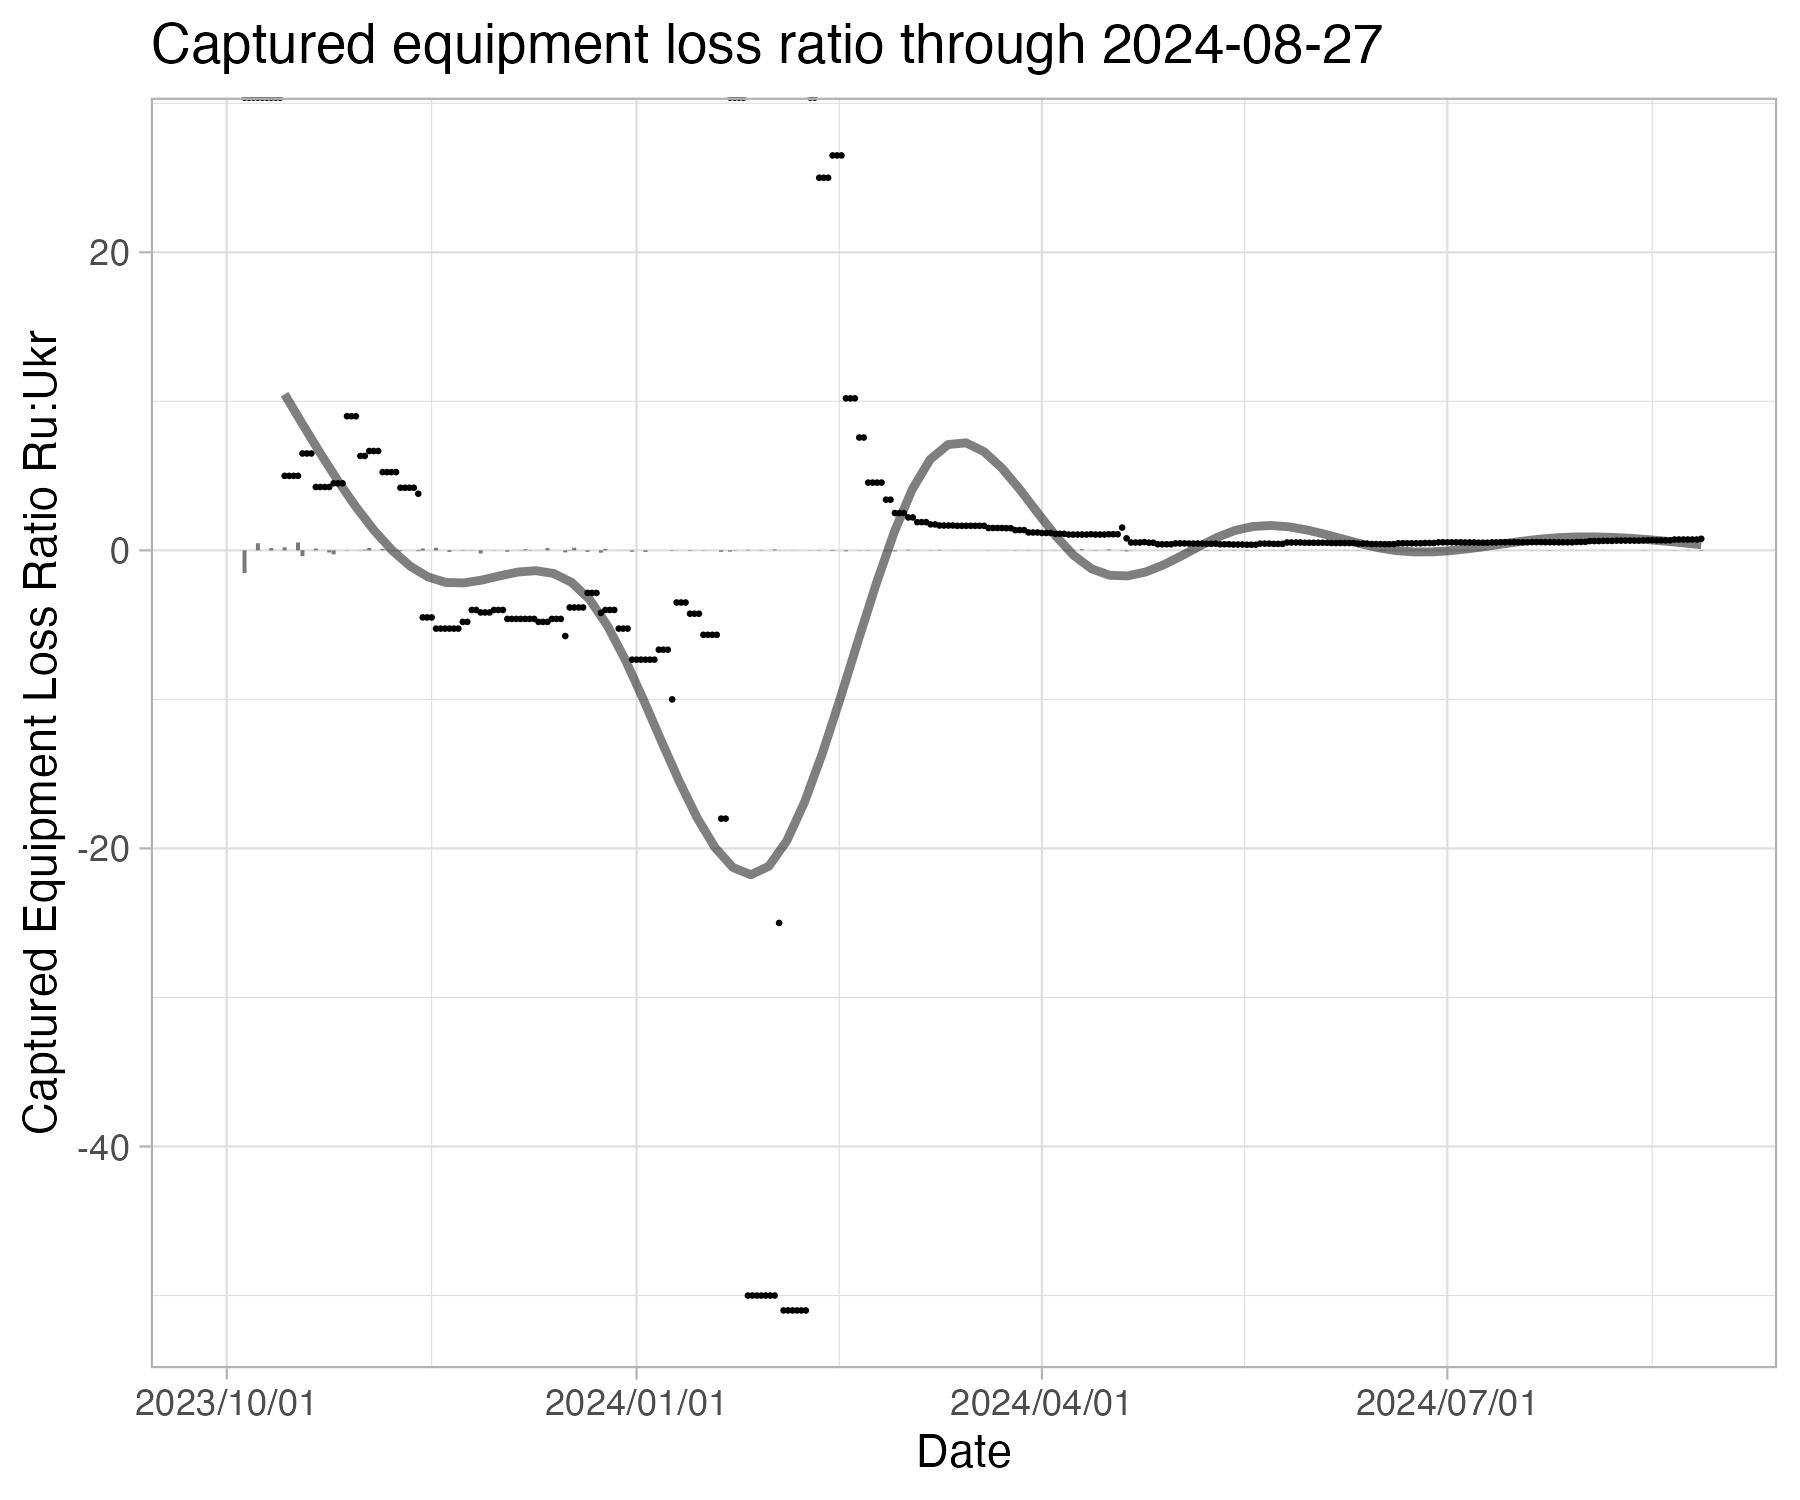 Captured equipment loss ratio through 2024-08-27
Captured Equipment Loss Ratio Ru:Ukr
20
0
-20
-40
2023/10/01
2024/01/01
2024/04/01
2024/07/01
Date